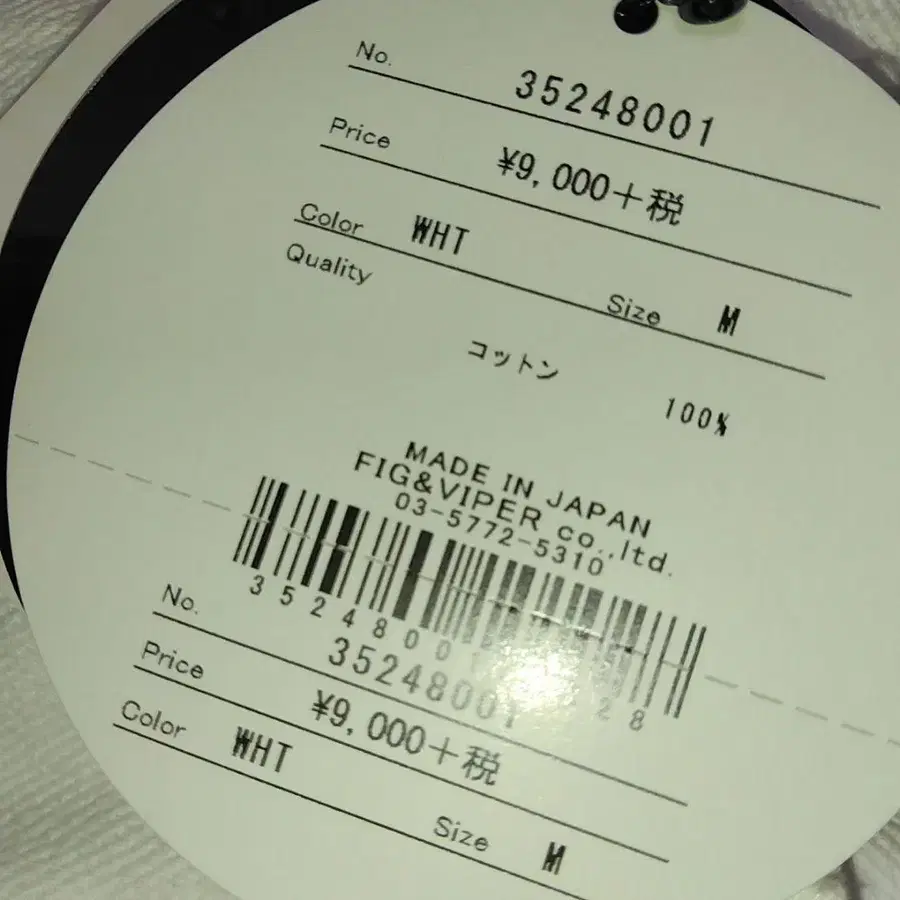 No. 35248001
Price ¥9,000+税
Color WHT Size M
Quality
コットン 100%
MADE IN JAPAN
FIG&VIPER co.,ltd.
03-5772-5310
No. 35248001
Price ¥9,000+税
Color WHT Size M